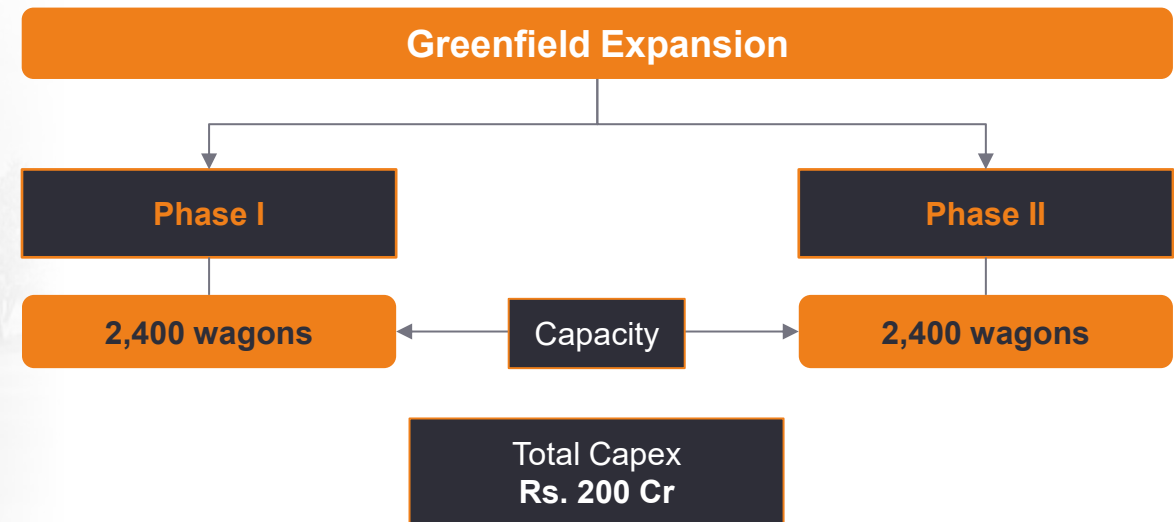 Greenfield Expansion
Phase I
Phase II
2,400 wagons
Capacity
2,400 wagons
Total Capex
Rs. 200 Cr